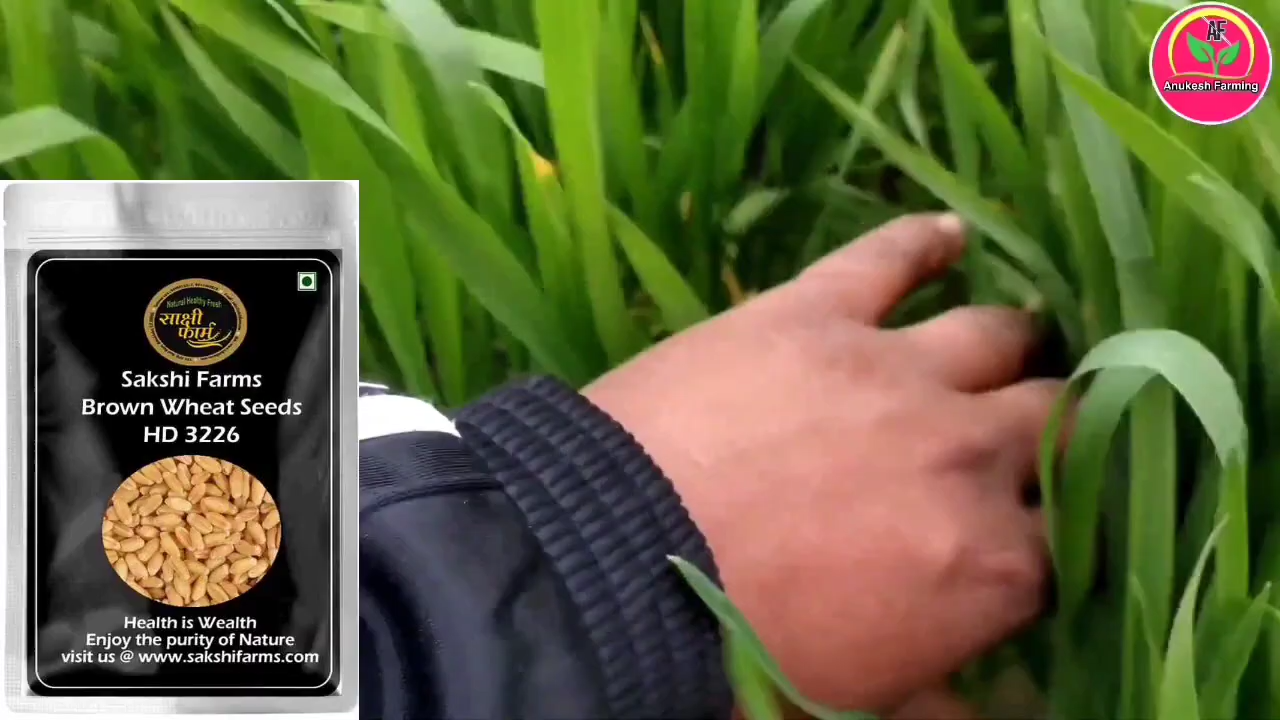 AF
Anukesh Farming
Natural Healthy Fresh
साक्षी
फार्म
Sakshi Farms
Brown Wheat Seeds
HD 3226
Health is Wealth
Enjoy the purity of Nature
visit us @ www.sakshifarms.com